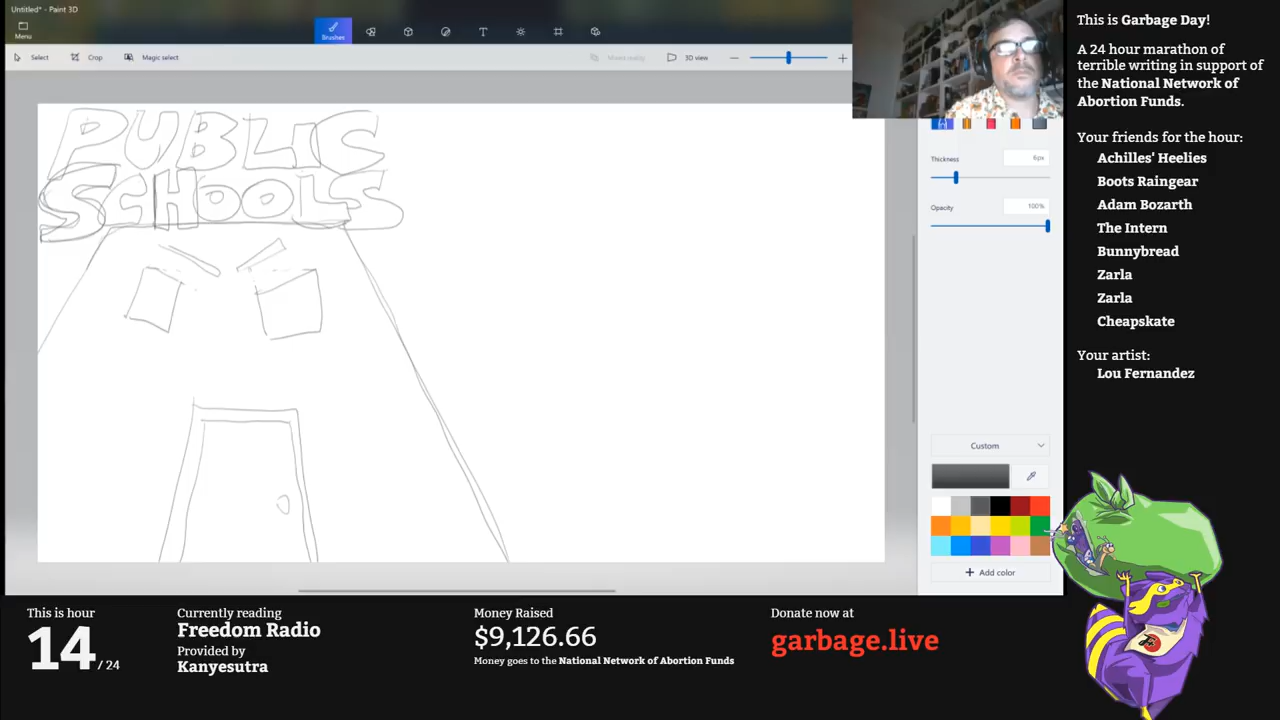 Untitled* - Paint 3D
Menu
Brushes
Select
Crop
Magic select
Mixed reality
3D view
PUBLIC
SCHOOLS
Thickness
6px
Opacity
100%
Custom
Add color
This is Garbage Day!
A 24 hour marathon of
terrible writing in support of
the National Network of
Abortion Funds.
Your friends for the hour:
Achilles' Heelies
Boots Raingear
Adam Bozarth
The Intern
Bunnybread
Zarla
Zarla
Cheapskate
Your artist:
Lou Fernandez
This is hour
14 / 24
Currently reading
Freedom Radio
Provided by
Kanyesutra
Money Raised
$9,126.66
Money goes to the National Network of Abortion Funds
Donate now at
garbage.live